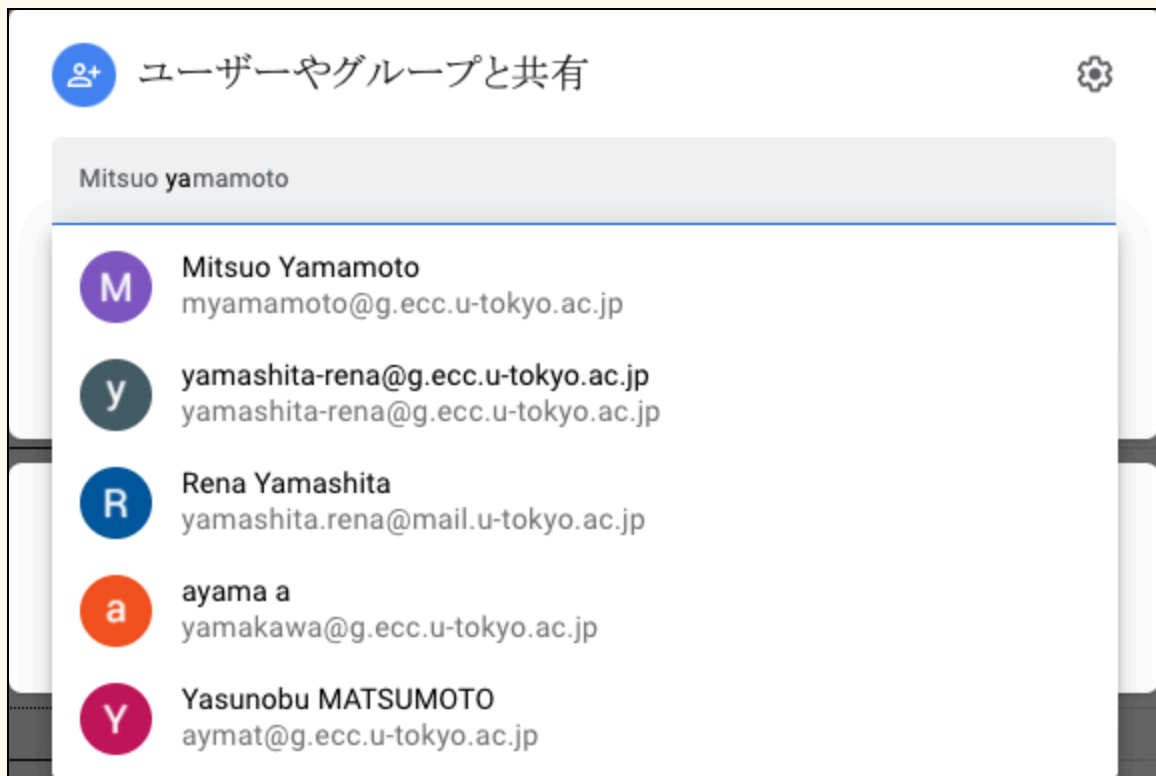 ユーザーやグループと共有
Mitsuo yamamoto
M
Mitsuo Yamamoto
myamamoto@g.ecc.u-tokyo.ac.jp
y
yamashita-rena@g.ecc.u-tokyo.ac.jp
yamashita-rena@g.ecc.u-tokyo.ac.jp
R
Rena Yamashita
yamashita.rena@mail.u-tokyo.ac.jp
a
ayama a
yamakawa@g.ecc.u-tokyo.ac.jp
Y
Yasunobu MATSUMOTO
aymat@g.ecc.u-tokyo.ac.jp